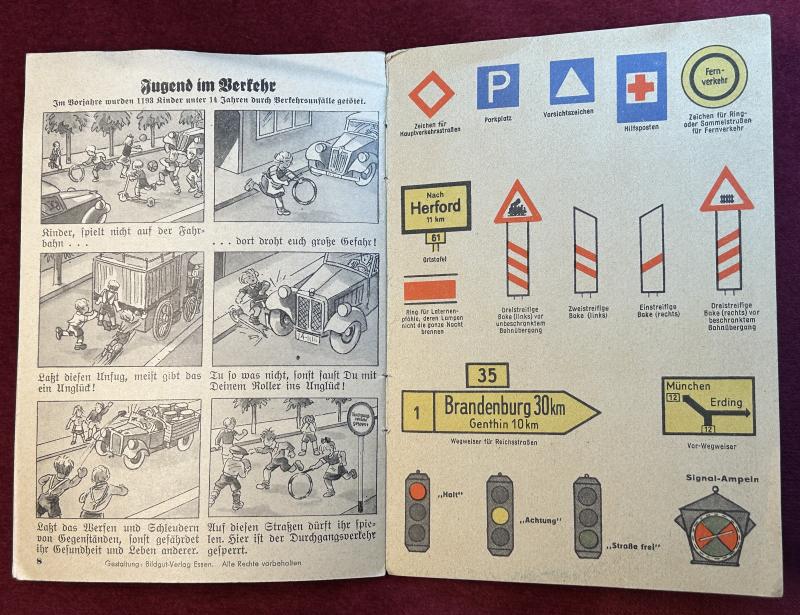 Jugend im Verkehr
Im Vorjahre wurden 1193 Kinder unter 14 Jahren durch Verkehrsunfälle getötet.
Kinder, spielt nicht auf der Fahr-
bahn . . .
. . . dort droht euch große Gefahr!
Laßt diesen Unfug, meist gibt das
ein Unglück!
Tu so was nicht, sonst saust Du mit
Deinem Roller ins Unglück!
Laßt das Werfen und Schleudern
von Gegenständen, sonst gefährdet
ihr Gesundheit und Leben anderer.
Auf diesen Straßen dürft ihr spie-
len. Hier ist der Durchgangsverkehr
gesperrt.
8
Gestaltung: Bildgut-Verlag Essen. Alle Rechte vorbehalten
Zeichen für
Hauptverkehrsstraßen
P
Parkplatz
Vorsichtszeichen
Hilfsposten
Fern-
verkehr
Zeichen für Ring-
oder Sammelstraßen
für Fernverkehr
Nach
Herford
11 km
61
Ortstafel
Ring für Laternen-
pfähle, deren Lampen
nicht die ganze Nacht
brennen
Dreistreifige
Bake (links) vor
unbeschranktem
Bahnübergang
Zweistreifige
Bake (links)
Einstreifige
Bake (rechts)
Dreistreifige
Bake (rechts) vor
beschranktem
Bahnübergang
35
1
Brandenburg 30km
Genthin 10km
Wegweiser für Reichsstraßen
München
12
Erding
12
Vor-Wegweiser
„Halt"
„Achtung"
„Straße frei"
Signal-Ampeln